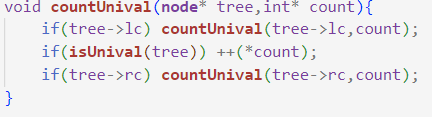 void countUnival(node* tree,int* count){
if(tree->lc) countUnival(tree->lc,count);
if(isUnival(tree)) ++(*count);
if(tree->rc) countUnival(tree->rc,count);
}